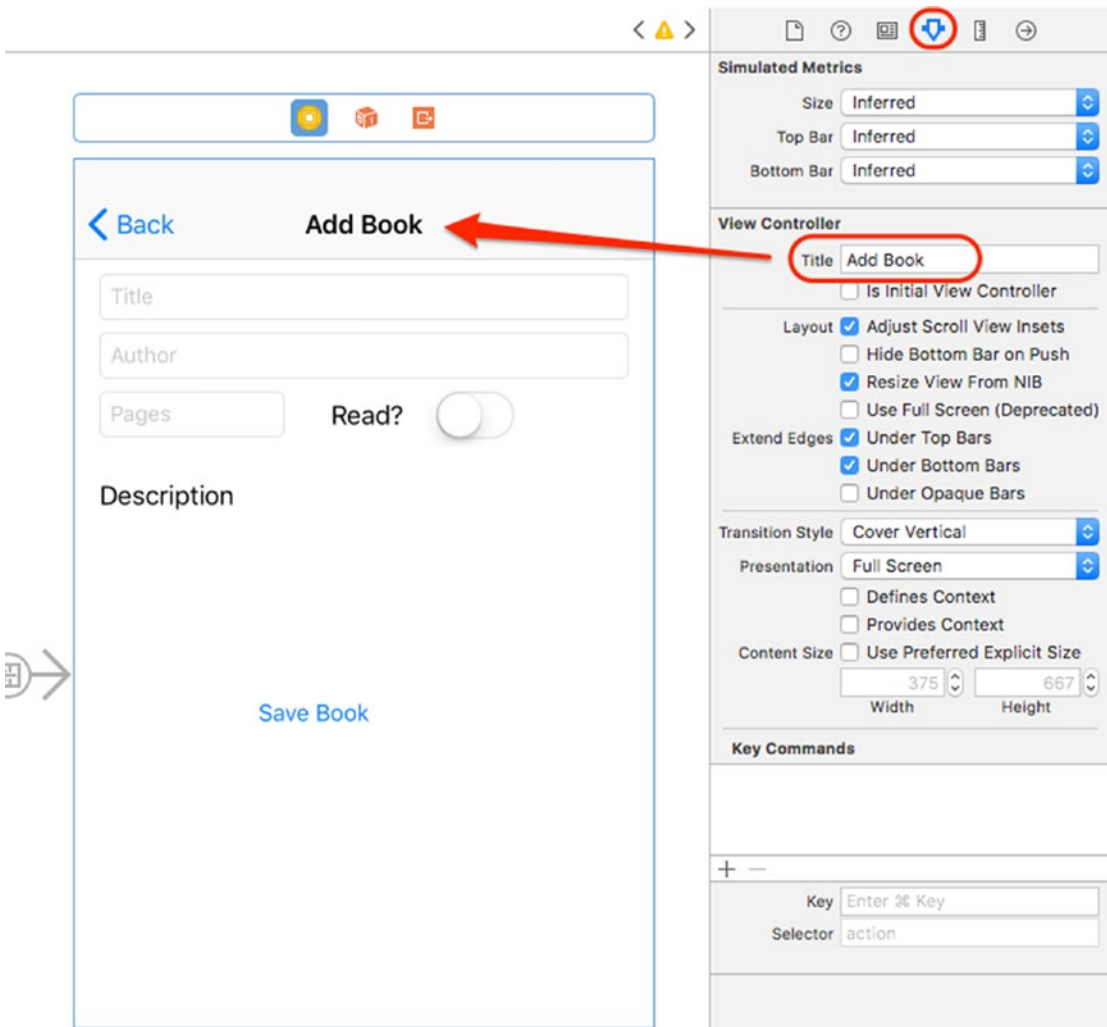 Simulated Metrics
Size Inferred
Top Bar Inferred
Bottom Bar Inferred
Back Add Book
View Controller
Title Add Book
Is Initial View Controller
Title
Layout Adjust Scroll View Insets
Author
Hide Bottom Bar on Push
Resize View From NIB
Pages Read?
Use Full Screen (Deprecated)
Extend Edges Under Top Bars
Under Bottom Bars
Description
Under Opaque Bars
Transition Style Cover Vertical
Presentation Full Screen
Defines Context
Provides Context
Content Size Use Preferred Explicit Size
375 667
Width Height
Save Book
Key Commands
Key Enter ⌘ Key
Selector action